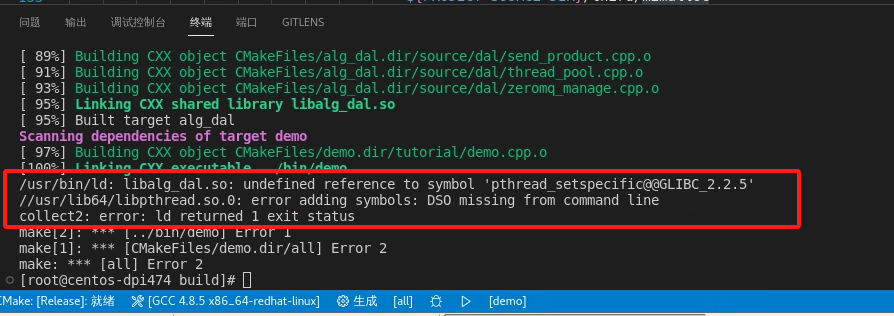 问题 输出 调试控制台 终端 端口 GITLENS
[ 89%] Building CXX object CMakeFiles/alg_dal.dir/source/dal/send_product.cpp.o
[ 91%] Building CXX object CMakeFiles/alg_dal.dir/source/dal/thread_pool.cpp.o
[ 93%] Building CXX object CMakeFiles/alg_dal.dir/source/dal/zeromq_manage.cpp.o
[ 95%] Linking CXX shared library libalg_dal.so
[ 95%] Built target alg_dal
Scanning dependencies of target demo
[ 97%] Building CXX object CMakeFiles/demo.dir/tutorial/demo.cpp.o
[100%] Linking CXX executable ../bin/demo
/usr/bin/ld: libalg_dal.so: undefined reference to symbol 'pthread_setspecific@@GLIBC_2.2.5'
//usr/lib64/libpthread.so.0: error adding symbols: DSO missing from command line
collect2: error: ld returned 1 exit status
make[2]: *** [../bin/demo] Error 1
make[1]: *** [CMakeFiles/demo.dir/all] Error 2
make: *** [all] Error 2
[root@centos-dpi474 build]#
CMake: [Release]: 就绪 [GCC 4.8.5 x86_64-redhat-linux] 生成 [all] [demo]